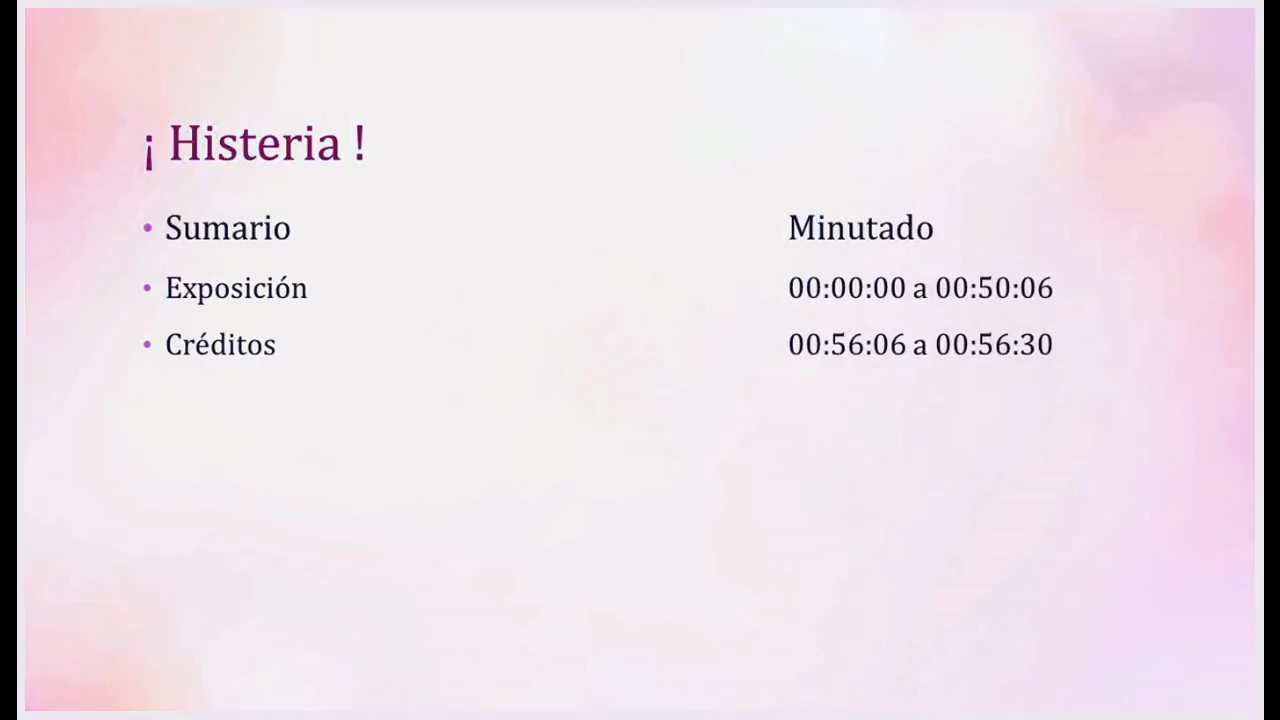 ¡ Histeria !
• Sumario Minutado
• Exposición 00:00:00 a 00:50:06
• Créditos 00:56:06 a 00:56:30